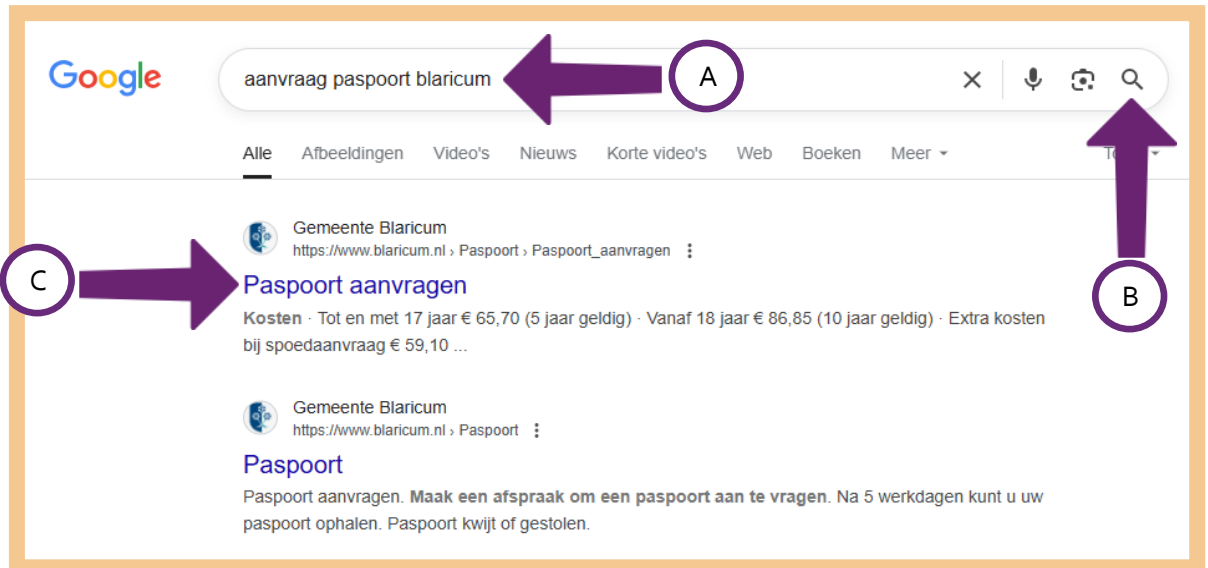 Google
aanvraag paspoort blaricum
A
Alle Afbeeldingen Video's Nieuws Korte video's Web Boeken Meer
Gemeente Blaricum
https://www.blaricum.nl › Paspoort › Paspoort_aanvragen
C
Paspoort aanvragen
B
Kosten · Tot en met 17 jaar € 65,70 (5 jaar geldig) · Vanaf 18 jaar € 86,85 (10 jaar geldig) · Extra kosten
bij spoedaanvraag € 59,10 ...
Gemeente Blaricum
https://www.blaricum.nl › Paspoort
Paspoort
Paspoort aanvragen. Maak een afspraak om een paspoort aan te vragen. Na 5 werkdagen kunt u uw
paspoort ophalen. Paspoort kwijt of gestolen.